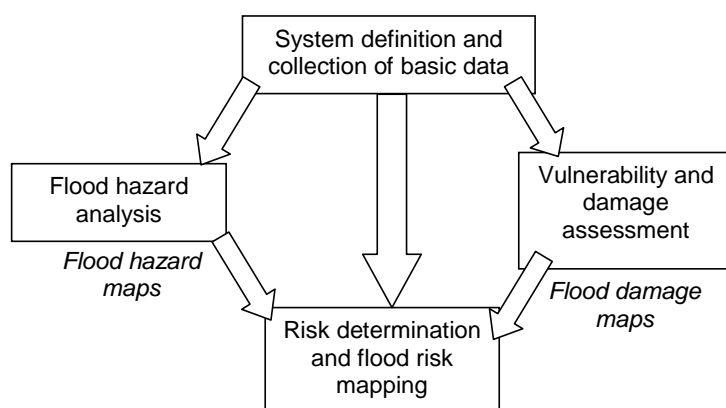 System definition and
collection of basic data
Flood hazard
analysis
Vulnerability and
damage
assessment
Flood hazard
maps
Flood damage
maps
Risk determination
and flood risk
mapping